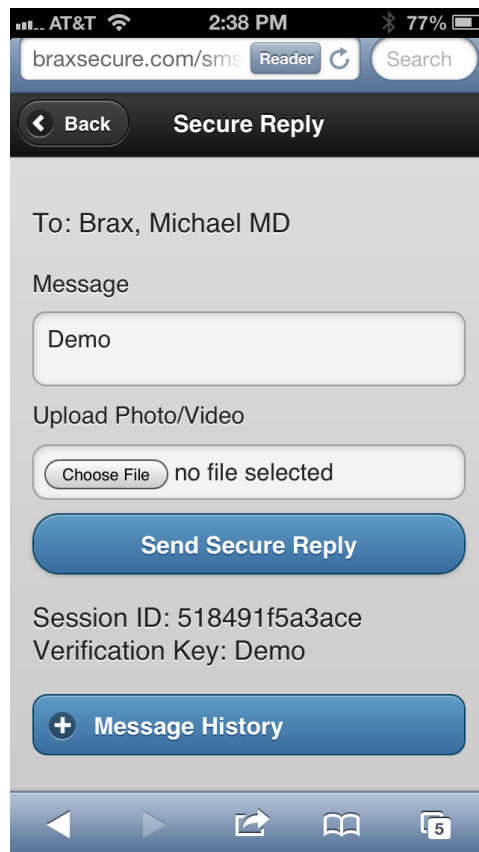 AT&T 2:38 PM 77%
braxsecure.com/sms Reader Search
Back Secure Reply
To: Brax, Michael MD
Message
Demo
Upload Photo/Video
Choose File no file selected
Send Secure Reply
Session ID: 518491f5a3ace
Verification Key: Demo
Message History
5